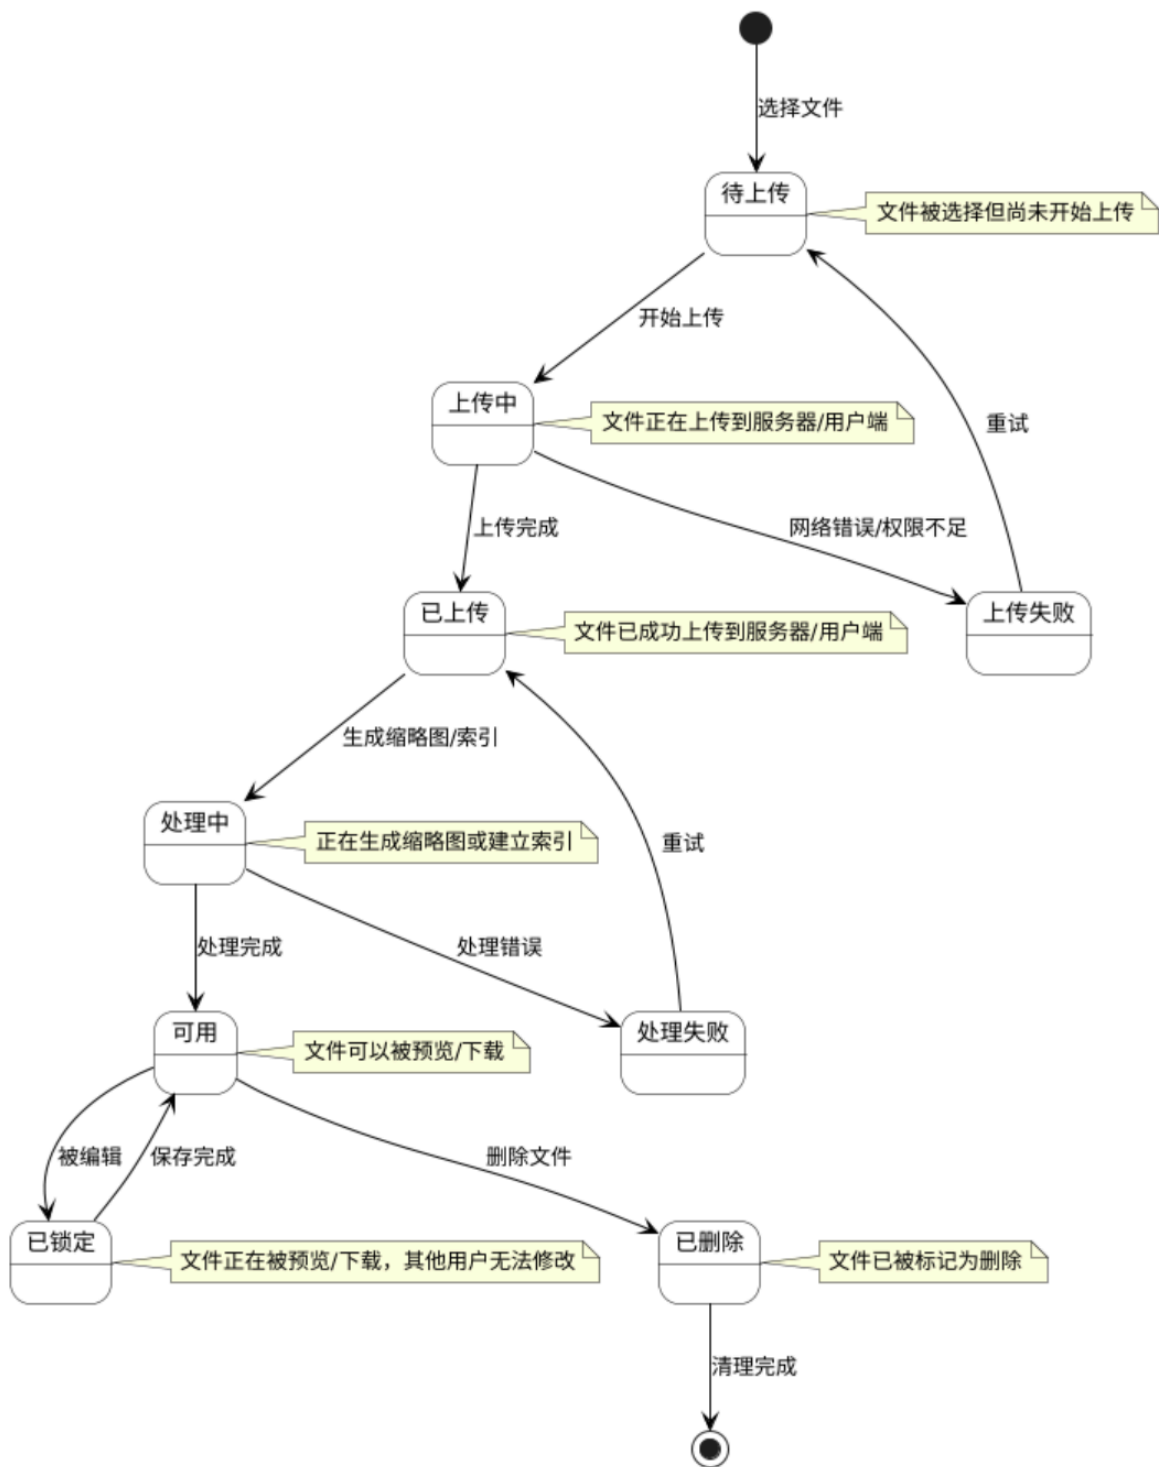 选择文件
待上传
文件被选择但尚未开始上传
开始上传
上传中
文件正在上传到服务器/用户端
重试
上传完成
网络错误/权限不足
已上传
文件已成功上传到服务器/用户端
上传失败
生成缩略图/索引
处理中
正在生成缩略图或建立索引
重试
处理完成
处理错误
可用
文件可以被预览/下载
处理失败
被编辑
保存完成
删除文件
已锁定
文件正在被预览/下载，其他用户无法修改
已删除
文件已被标记为删除
清理完成